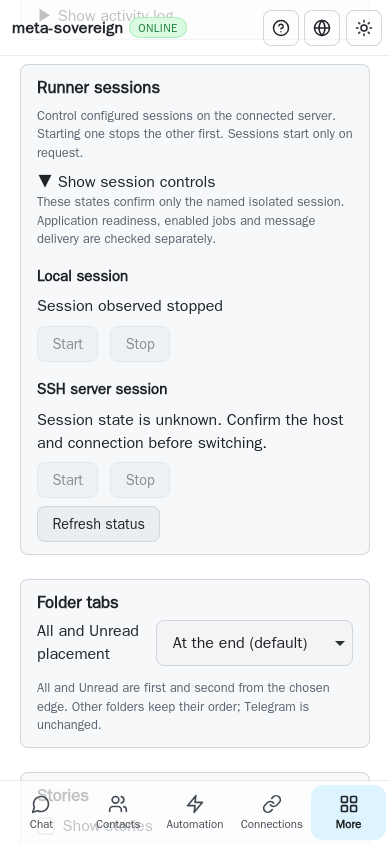 Show activity log
meta-sovereign ONLINE
Runner sessions
Control configured sessions on the connected server.
Starting one stops the other first. Sessions start only on
request.
Show session controls
These states confirm only the named isolated session.
Application readiness, enabled jobs and message
delivery are checked separately.
Local session
Session observed stopped
Start Stop
SSH server session
Session state is unknown. Confirm the host
and connection before switching.
Start Stop
Refresh status
Folder tabs
All and Unread
placement
At the end (default)
All and Unread are first and second from the chosen
edge. Other folders keep their order; Telegram is
unchanged.
Stories
Show stories
Chat Contacts Automation Connections More